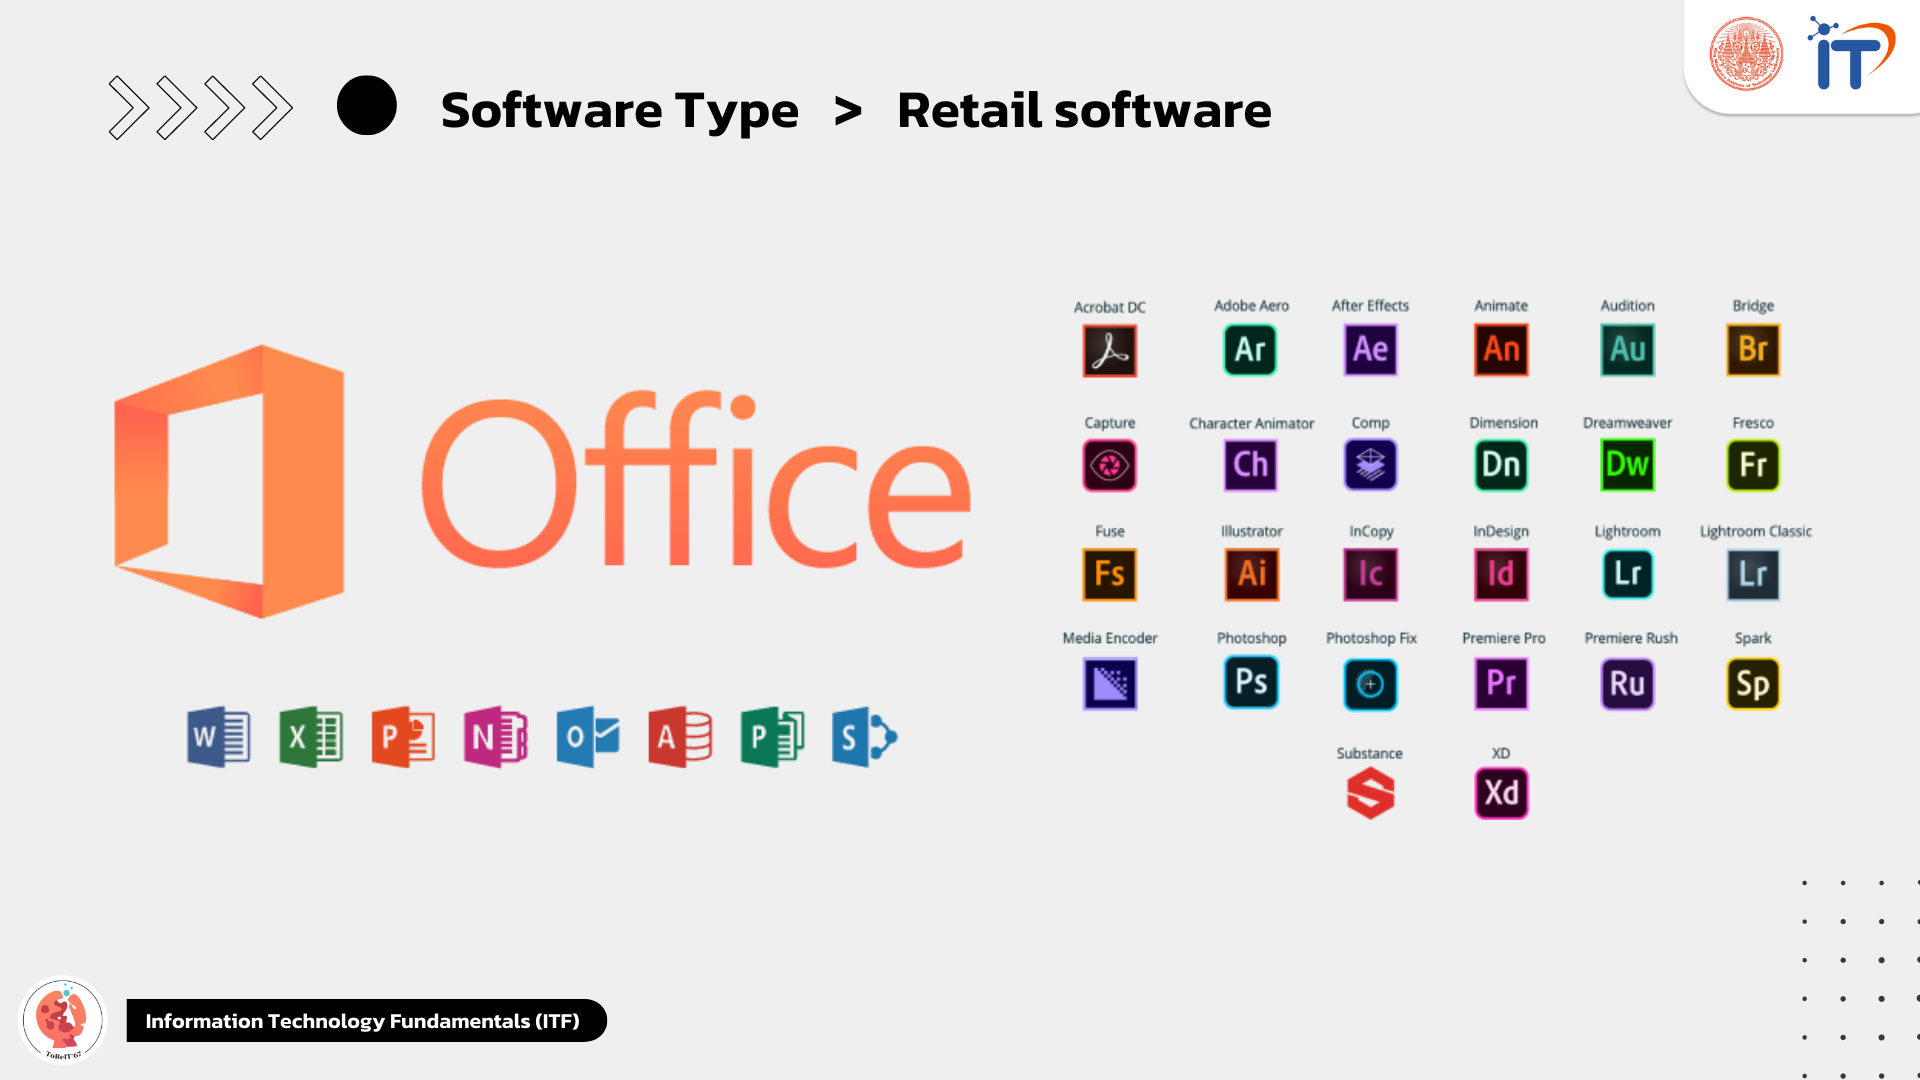 Software Type > Retail software
iT
Office
W X P N O A P S
Acrobat DC Adobe Aero After Effects Animate Audition Bridge
Ar Ae An Au Br
Capture Character Animator Comp Dimension Dreamweaver Fresco
Ch Dn Dw Fr
Fuse Illustrator InCopy InDesign Lightroom Lightroom Classic
Fs Ai Ic Id Lr Lr
Media Encoder Photoshop Photoshop Fix Premiere Pro Premiere Rush Spark
Ps Pr Ru Sp
Substance XD
Xd
ToBeIT'67
Information Technology Fundamentals (ITF)